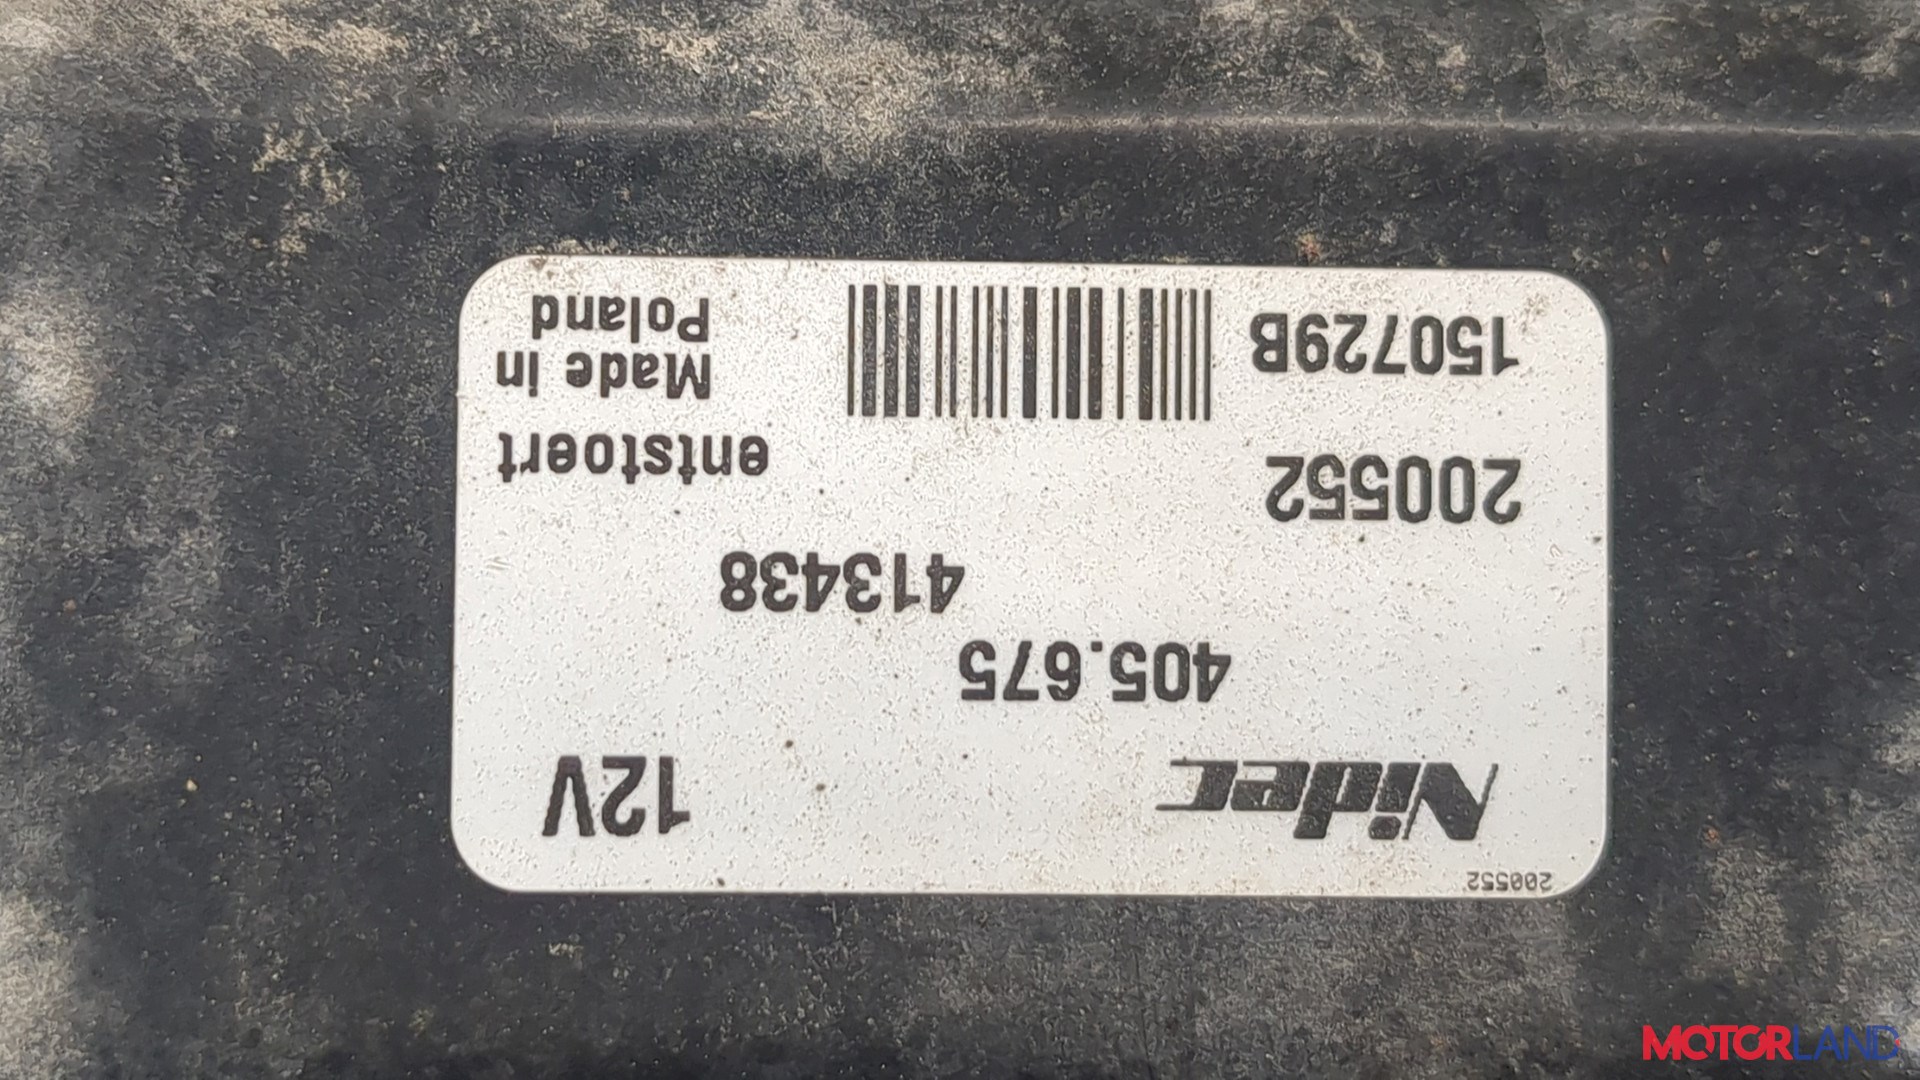 200552
Nidec 12V
405.675
413438
200552 entstoert
150729B Made in
Poland
MOTORLAND